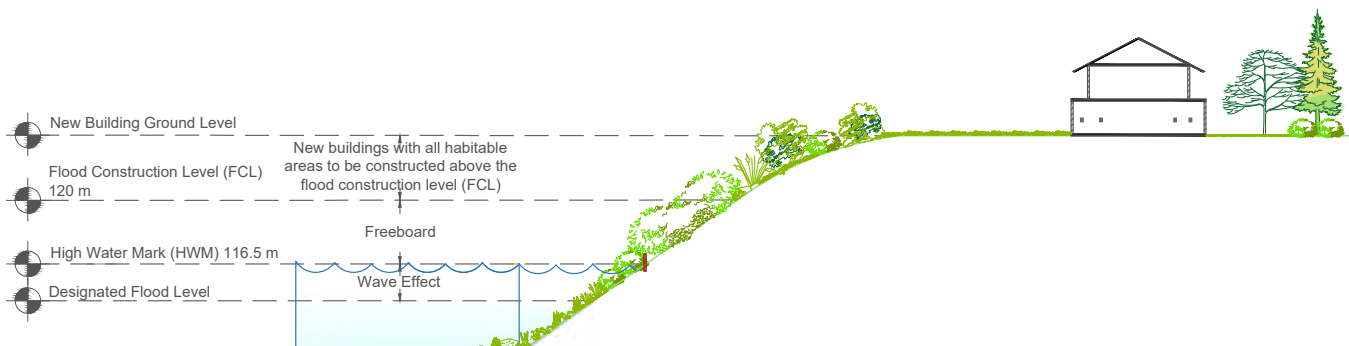 New Building Ground Level
New buildings with all habitable
areas to be constructed above the
flood construction level (FCL)
Flood Construction Level (FCL)
120 m
Freeboard
High Water Mark (HWM) 116.5 m
Wave Effect
Designated Flood Level